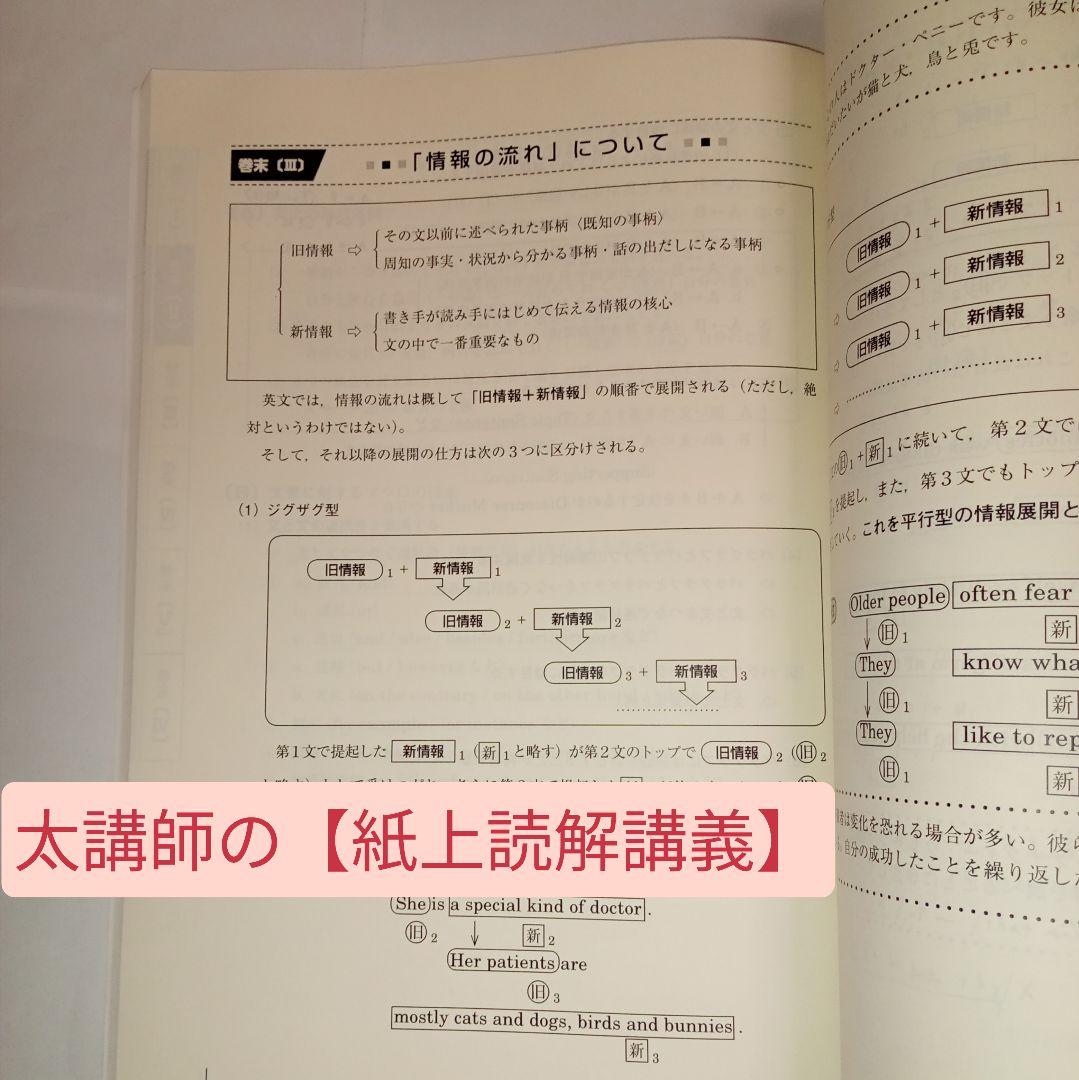 巻末〔Ⅲ〕
「情報の流れ」について
旧情報 ⇨ その文以前に述べられた事柄〈既知の事柄〉
周知の事実・状況から分かる事柄・話の出だしになる事柄
新情報 ⇨ 書き手が読み手にはじめて伝える情報の核心
文の中で一番重要なもの
英文では，情報の流れは概して「旧情報＋新情報」の順番で展開される（ただし，絶
対というわけではない）。
そして，それ以降の展開の仕方は次の３つに区分けされる。
(1) ジグザグ型
旧情報 1 + 新情報 1
旧情報 2 + 新情報 2
旧情報 3 + 新情報 3
第１文で提起した 新情報 1（新 1 と略す）が第２文のトップで 旧情報 2（旧 2
太講師の【紙上読解講義】
She is a special kind of doctor .
旧 2 新 2
Her patients are
旧 3
mostly cats and dogs, birds and bunnies .
新 3
人はドクター・ペニーです。彼女は
だいたいが猫と犬，鳥と兎です。
旧情報 1 + 新情報 1
⇨ 旧情報 1 + 新情報 2
⇨ 旧情報 1 + 新情報 3
⇨
旧 1 + 新 1 に続いて，第２文で
を提起し，また，第３文でもトップ
ていく。これを平行型の情報展開と
Older people often fear
旧 1 新
They know wha
旧 1 新
They like to rep
旧 1 新
者は変化を恐れる場合が多い。彼ら
自分の成功したことを繰り返した